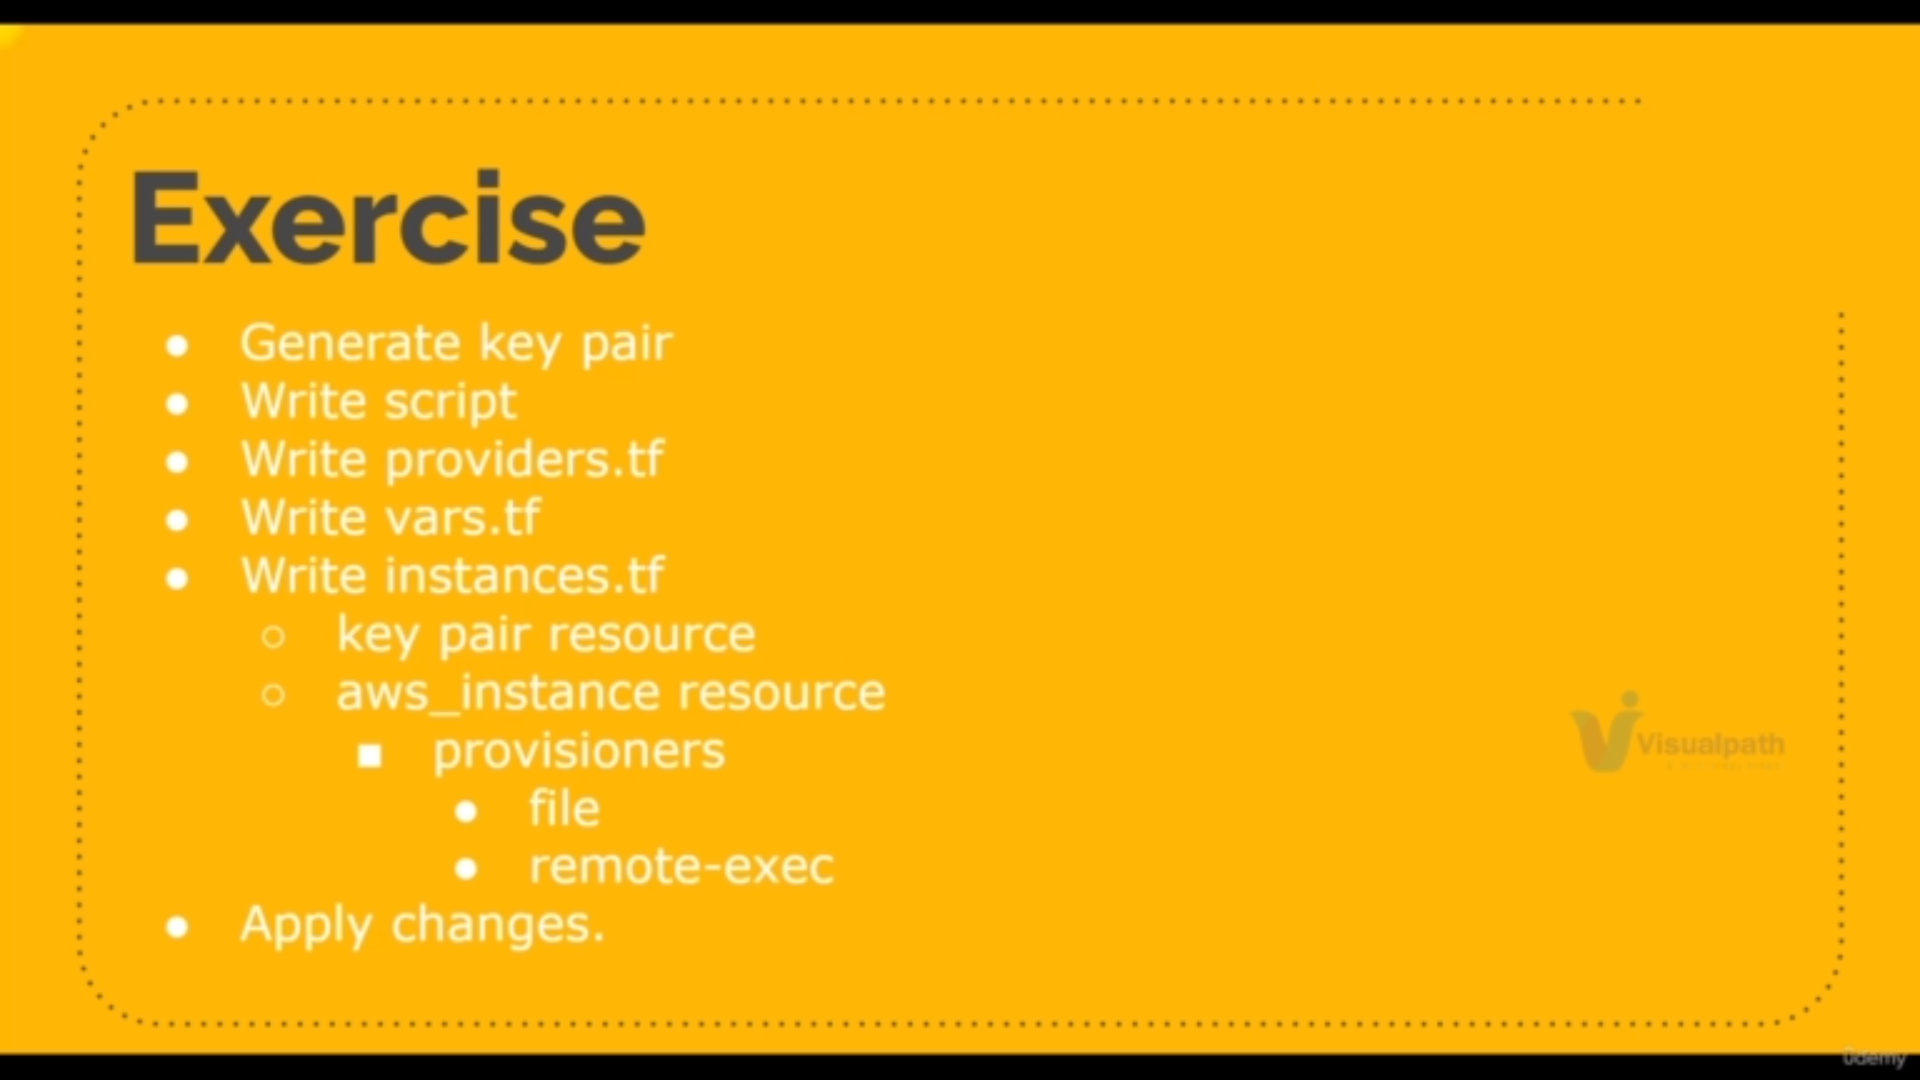 Exercise
● Generate key pair
● Write script
● Write providers.tf
● Write vars.tf
● Write instances.tf
○ key pair resource
○ aws_instance resource
■ provisioners
● file
● remote-exec
● Apply changes.
Visualpath
ûdemy